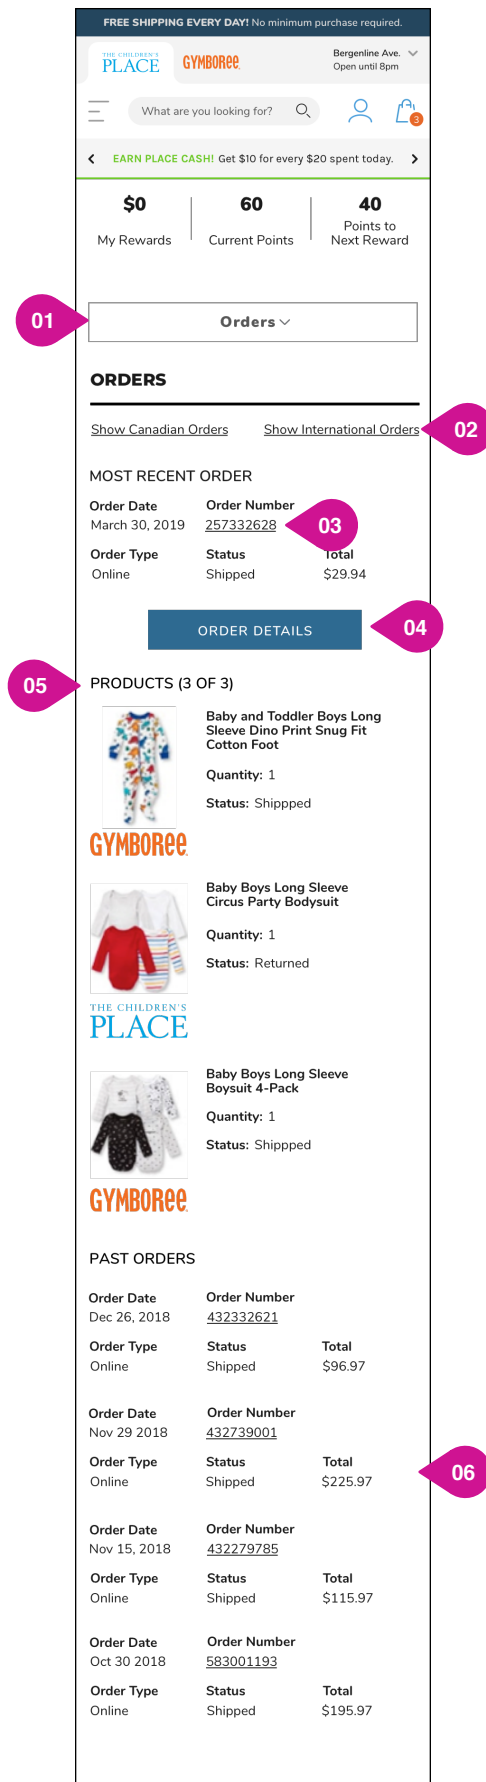 FREE SHIPPING EVERY DAY! No minimum purchase required.
THE CHILDREN'S
PLACE
GYMBOREE
Bergenline Ave.
Open until 8pm
What are you looking for?
3
EARN PLACE CASH! Get $10 for every $20 spent today.
$0 60 40
My Rewards Current Points Points to
Next Reward
01
Orders
ORDERS
Show Canadian Orders Show International Orders
02
MOST RECENT ORDER
Order Date Order Number
March 30, 2019 257332628
03
Order Type Status Total
Online Shipped $29.94
ORDER DETAILS
04
05
PRODUCTS (3 OF 3)
Baby and Toddler Boys Long
Sleeve Dino Print Snug Fit
Cotton Foot
Quantity: 1
Status: Shippped
GYMBOREE
Baby Boys Long Sleeve
Circus Party Bodysuit
Quantity: 1
Status: Returned
THE CHILDREN'S
PLACE
Baby Boys Long Sleeve
Boysuit 4-Pack
Quantity: 1
Status: Shippped
GYMBOREE
PAST ORDERS
Order Date Order Number
Dec 26, 2018 432332621
Order Type Status Total
Online Shipped $96.97
Order Date Order Number
Nov 29 2018 432739001
Order Type Status Total
Online Shipped $225.97
06
Order Date Order Number
Nov 15, 2018 432279785
Order Type Status Total
Online Shipped $115.97
Order Date Order Number
Oct 30 2018 583001193
Order Type Status Total
Online Shipped $195.97